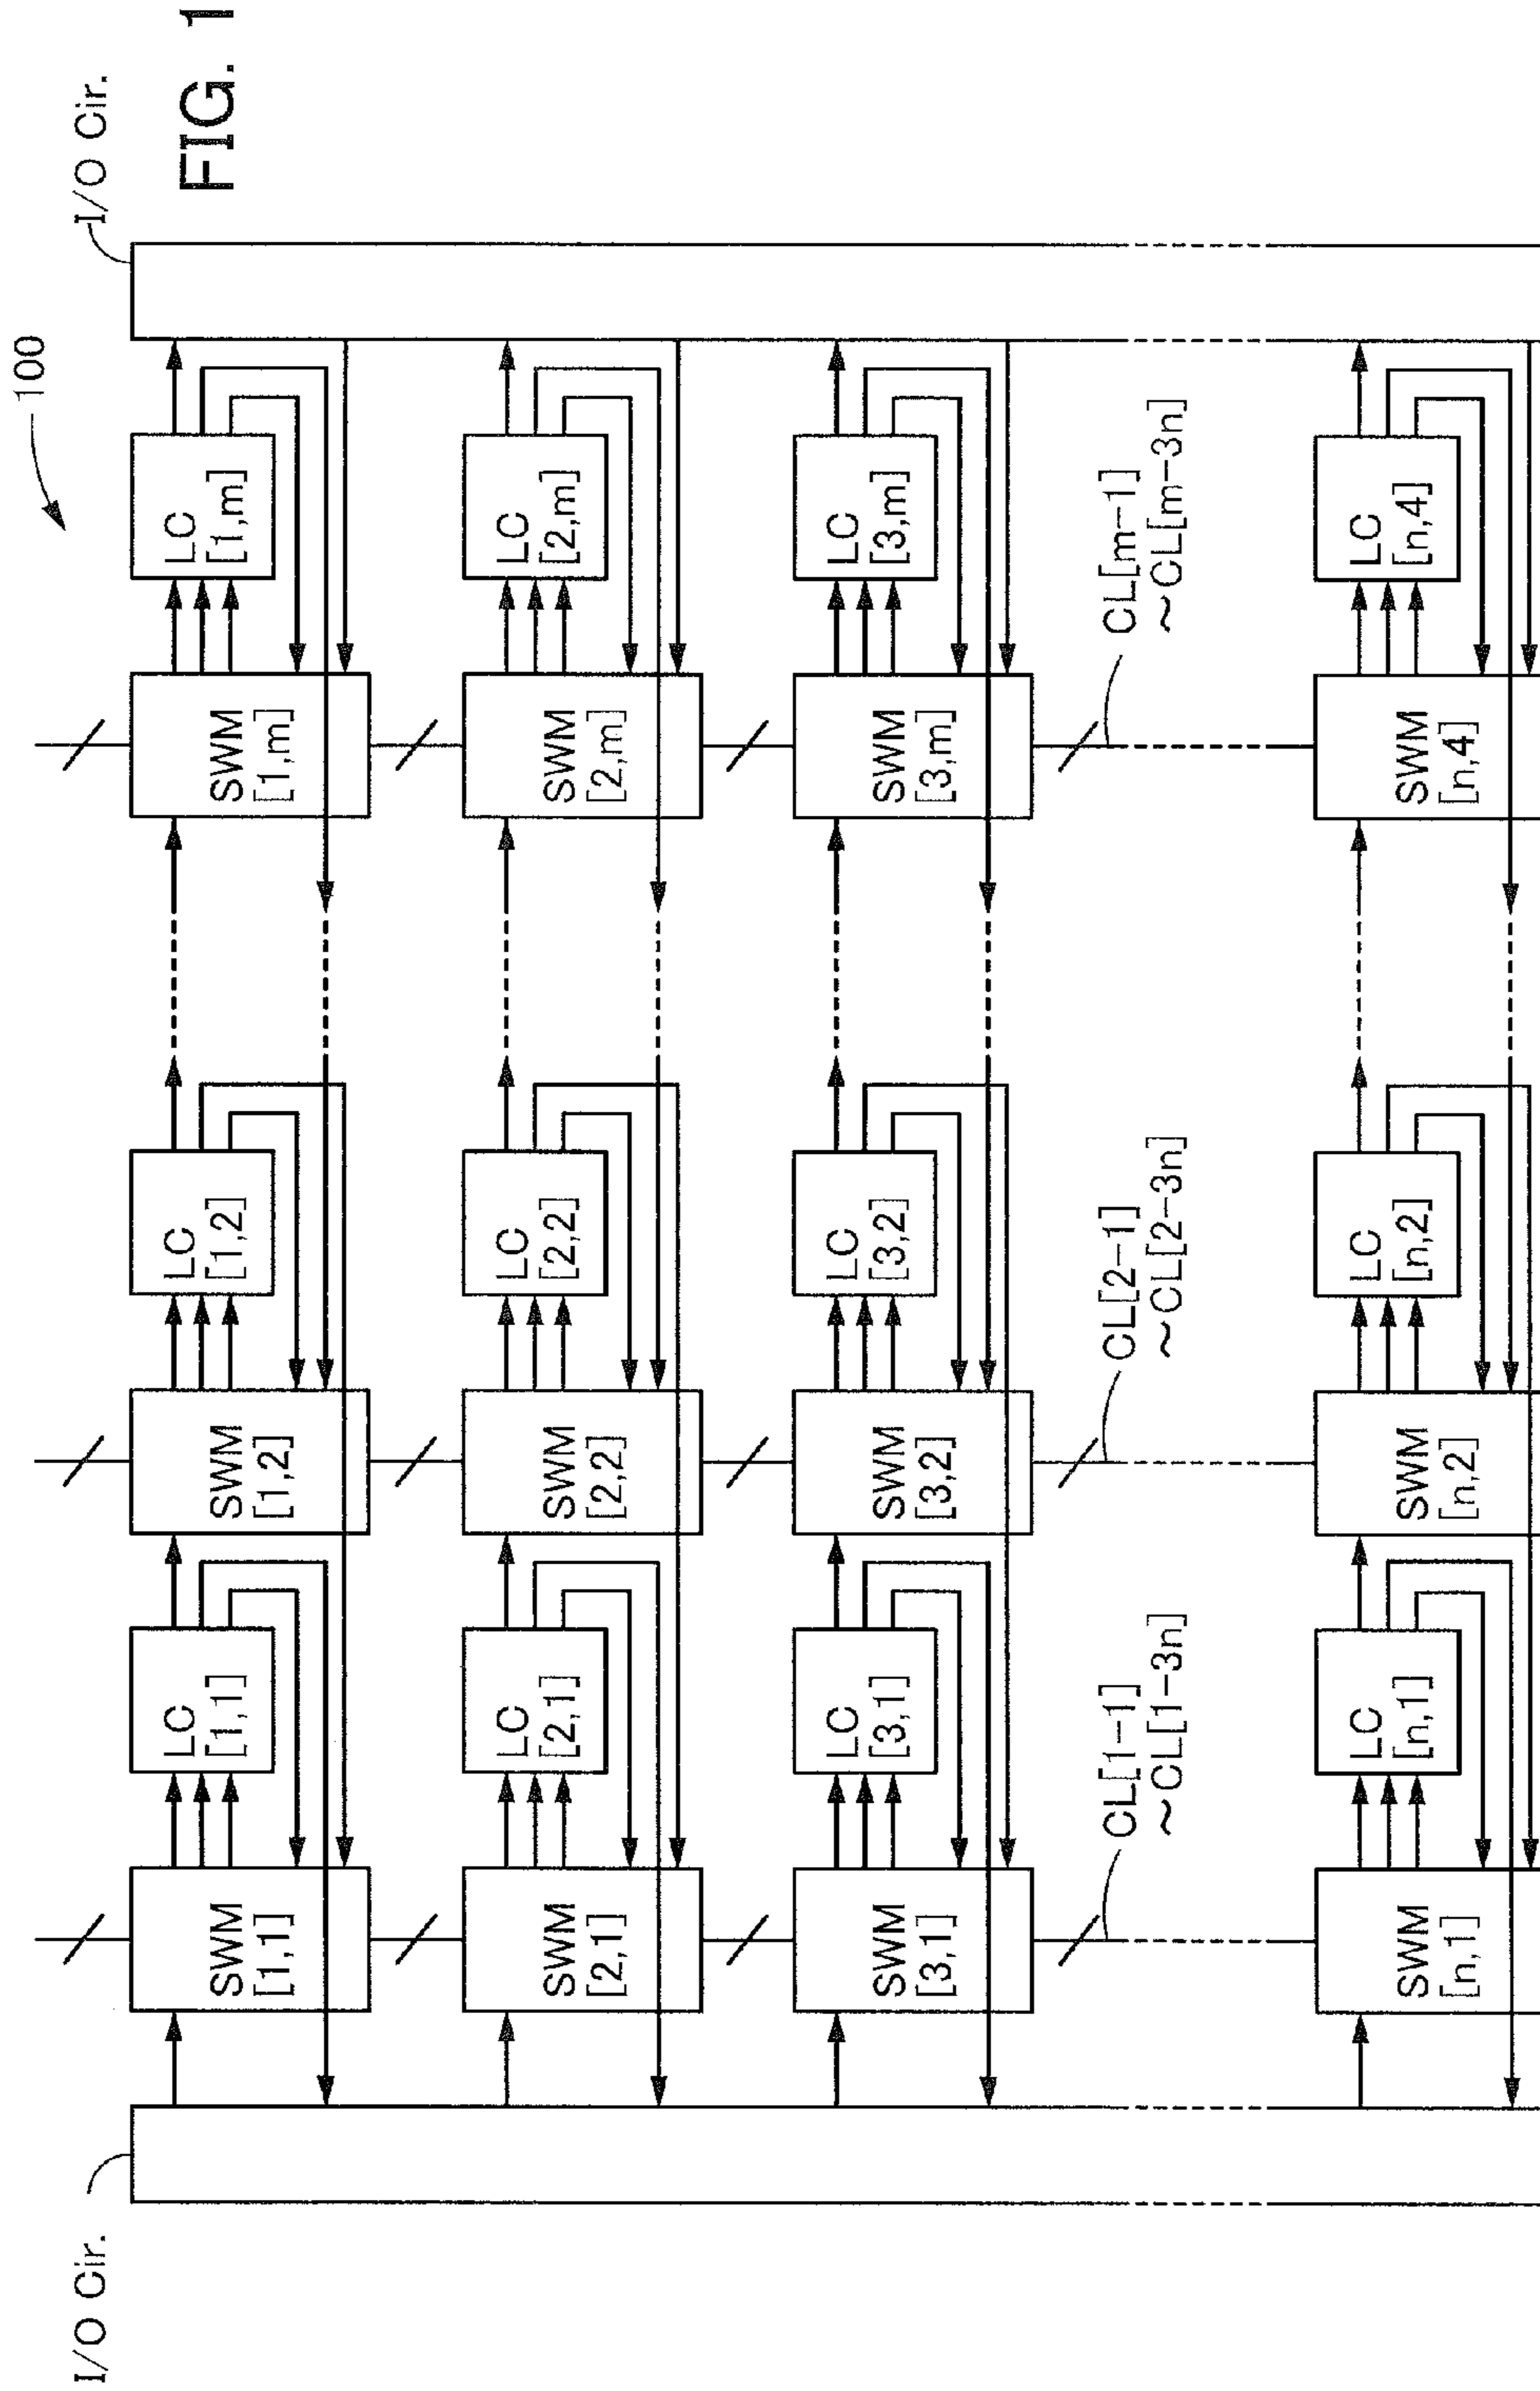 FIG. 1
100
I/O Cir.
I/O Cir.
SWM
[1,1]
LC
[1,1]
SWM
[1,2]
LC
[1,2]
SWM
[1,m]
LC
[1,m]
SWM
[2,1]
LC
[2,1]
SWM
[2,2]
LC
[2,2]
SWM
[2,m]
LC
[2,m]
SWM
[3,1]
LC
[3,1]
SWM
[3,2]
LC
[3,2]
SWM
[3,m]
LC
[3,m]
CL[1-1]
~CL[1-3n]
CL[2-1]
~CL[2-3n]
CL[m-1]
~CL[m-3n]
SWM
[n,1]
LC
[n,1]
SWM
[n,2]
LC
[n,2]
SWM
[n,4]
LC
[n,4]